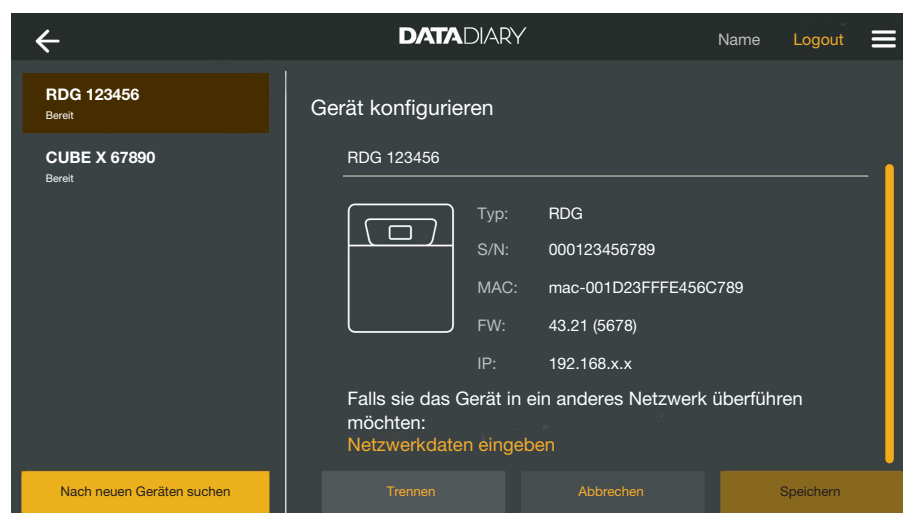 DATADIARY
Name
Logout
RDG 123456
Bereit
CUBE X 67890
Bereit
Nach neuen Geräten suchen
Gerät konfigurieren
RDG 123456
Typ: RDG
S/N: 000123456789
MAC: mac-001D23FFFE456C789
FW: 43.21 (5678)
IP: 192.168.x.x
Falls sie das Gerät in ein anderes Netzwerk überführen
möchten:
Netzwerkdaten eingeben
Trennen
Abbrechen
Speichern